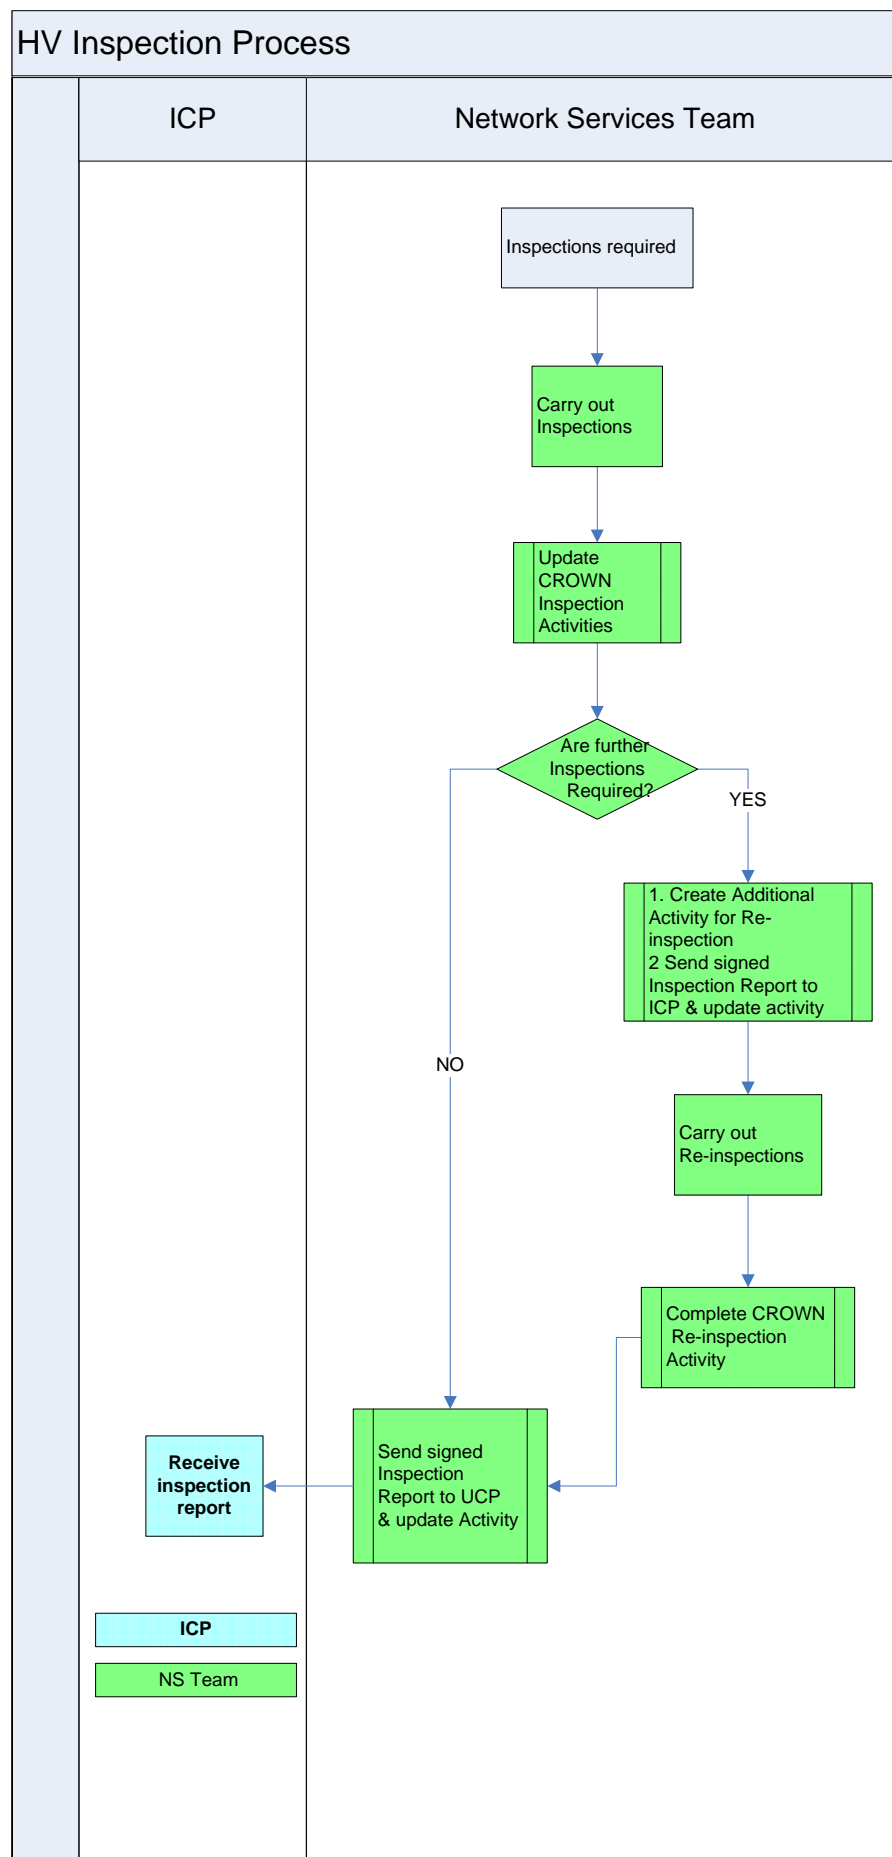 HV Inspection Process
ICP
Network Services Team
Inspections required
Carry out
Inspections
Update
CROWN
Inspection
Activities
Are further
Inspections
Required?
YES
1. Create Additional
Activity for Re-
inspection
2 Send signed
Inspection Report to
ICP & update activity
NO
Carry out
Re-inspections
Complete CROWN
Re-inspection
Activity
Send signed
Inspection
Report to UCP
& update Activity
Receive
inspection
report
ICP
NS Team